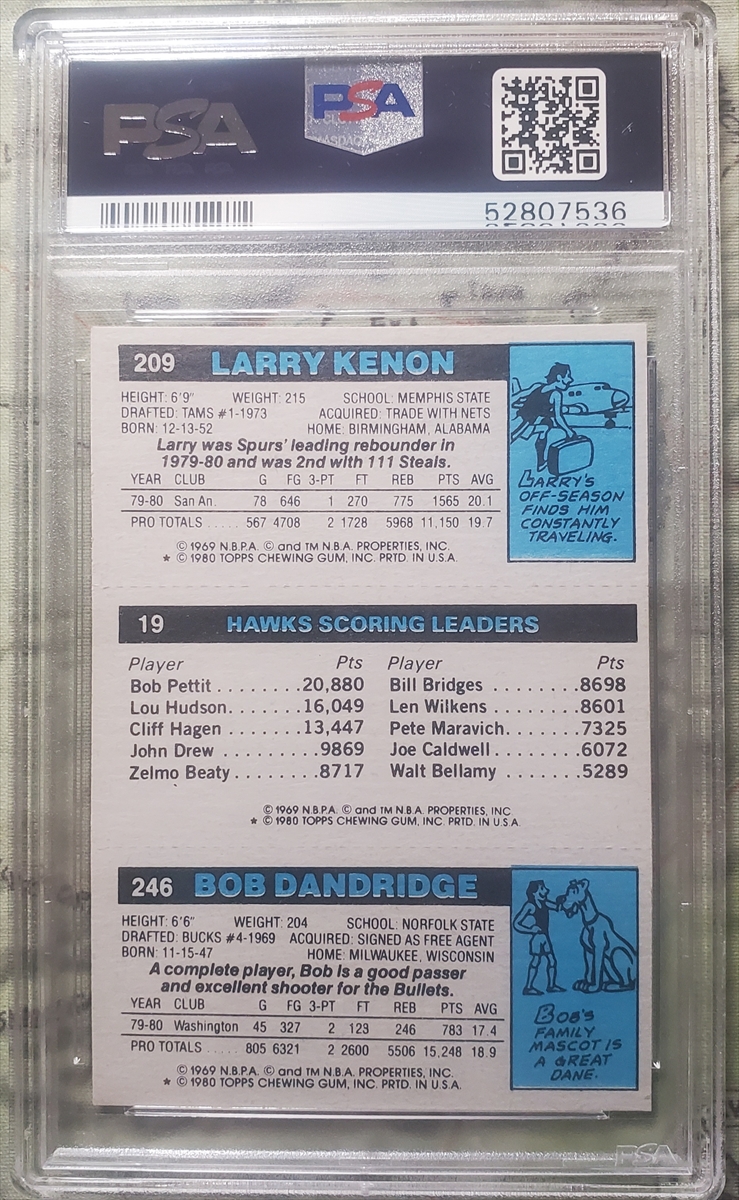 PSA
PSA
NASDAQ
52807536
209 LARRY KENON
HEIGHT: 6'9" WEIGHT: 215 SCHOOL: MEMPHIS STATE
DRAFTED: TAMS #1-1973 ACQUIRED: TRADE WITH NETS
BORN: 12-13-52 HOME: BIRMINGHAM, ALABAMA
Larry was Spurs' leading rebounder in
1979-80 and was 2nd with 111 Steals.
YEAR CLUB G FG 3-PT FT REB PTS AVG
79-80 San An. 78 646 1 270 775 1565 20.1
PRO TOTALS ..... 567 4708 2 1728 5968 11,150 19.7
© 1969 N.B.P.A. © and TM N.B.A. PROPERTIES, INC.
★ © 1980 TOPPS CHEWING GUM, INC. PRTD. IN U.S.A.
LARRY'S
OFF-SEASON
FINDS HIM
CONSTANTLY
TRAVELING.
19 HAWKS SCORING LEADERS
Player Pts Player Pts
Bob Pettit ........20,880 Bill Bridges ........8698
Lou Hudson........16,049 Len Wilkens ........8601
Cliff Hagen ........13,447 Pete Maravich.......7325
John Drew .........9869 Joe Caldwell........6072
Zelmo Beaty........8717 Walt Bellamy .......5289
© 1969 N.B.P.A. © and TM N.B.A. PROPERTIES, INC
★ © 1980 TOPPS CHEWING GUM, INC. PRTD. IN U.S.A.
246 BOB DANDRIDGE
HEIGHT: 6'6" WEIGHT: 204 SCHOOL: NORFOLK STATE
DRAFTED: BUCKS #4-1969 ACQUIRED: SIGNED AS FREE AGENT
BORN: 11-15-47 HOME: MILWAUKEE, WISCONSIN
A complete player, Bob is a good passer
and excellent shooter for the Bullets.
YEAR CLUB G FG 3-PT FT REB PTS AVG
79-80 Washington 45 327 2 123 246 783 17.4
PRO TOTALS ..... 805 6321 2 2600 5506 15,248 18.9
© 1969 N.B.P.A. © and TM N.B.A. PROPERTIES, INC.
★ © 1980 TOPPS CHEWING GUM, INC. PRTD. IN U.S.A.
BOB'S
FAMILY
MASCOT IS
A GREAT
DANE.
PSA